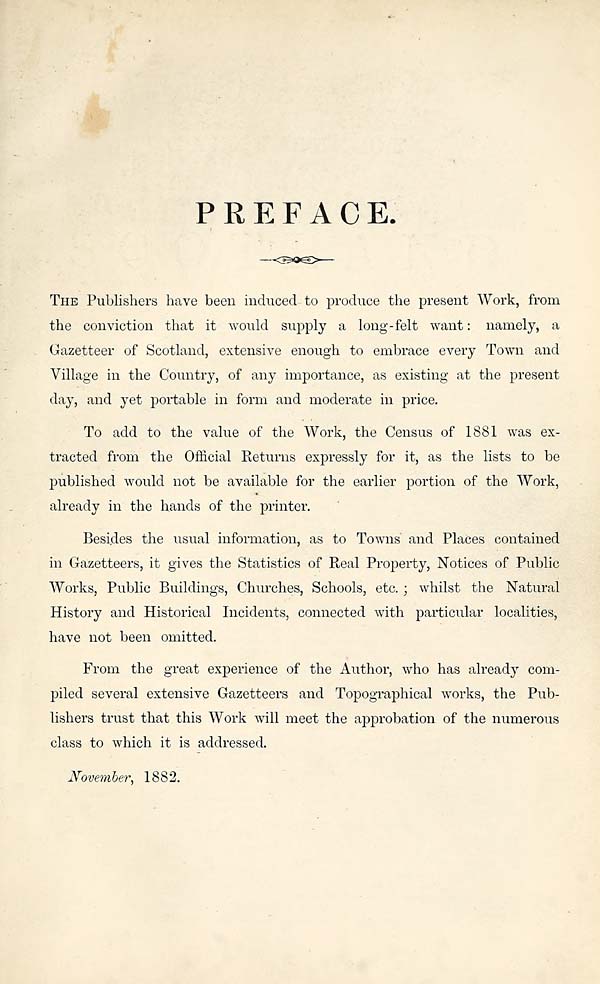 PREFACE.
THE Publishers have been induced to produce the present Work, from
the conviction that it would supply a long-felt want: namely, a
Gazetteer of Scotland, extensive enough to embrace every Town and
Village in the Country, of any importance, as existing at the present
day, and yet portable in form and moderate in price.
To add to the value of the Work, the Census of 1881 was ex-
tracted from the Official Returns expressly for it, as the lists to be
published would not be available for the earlier portion of the Work,
already in the hands of the printer.
Besides the usual information, as to Towns and Places contained
in Gazetteers, it gives the Statistics of Real Property, Notices of Public
Works, Public Buildings, Churches, Schools, etc. ; whilst the Natural
History and Historical Incidents, connected with particular localities,
have not been omitted.
From the great experience of the Author, who has already com-
piled several extensive Gazetteers and Topographical works, the Pub-
lishers trust that this Work will meet the approbation of the numerous
class to which it is addressed.
November, 1882.